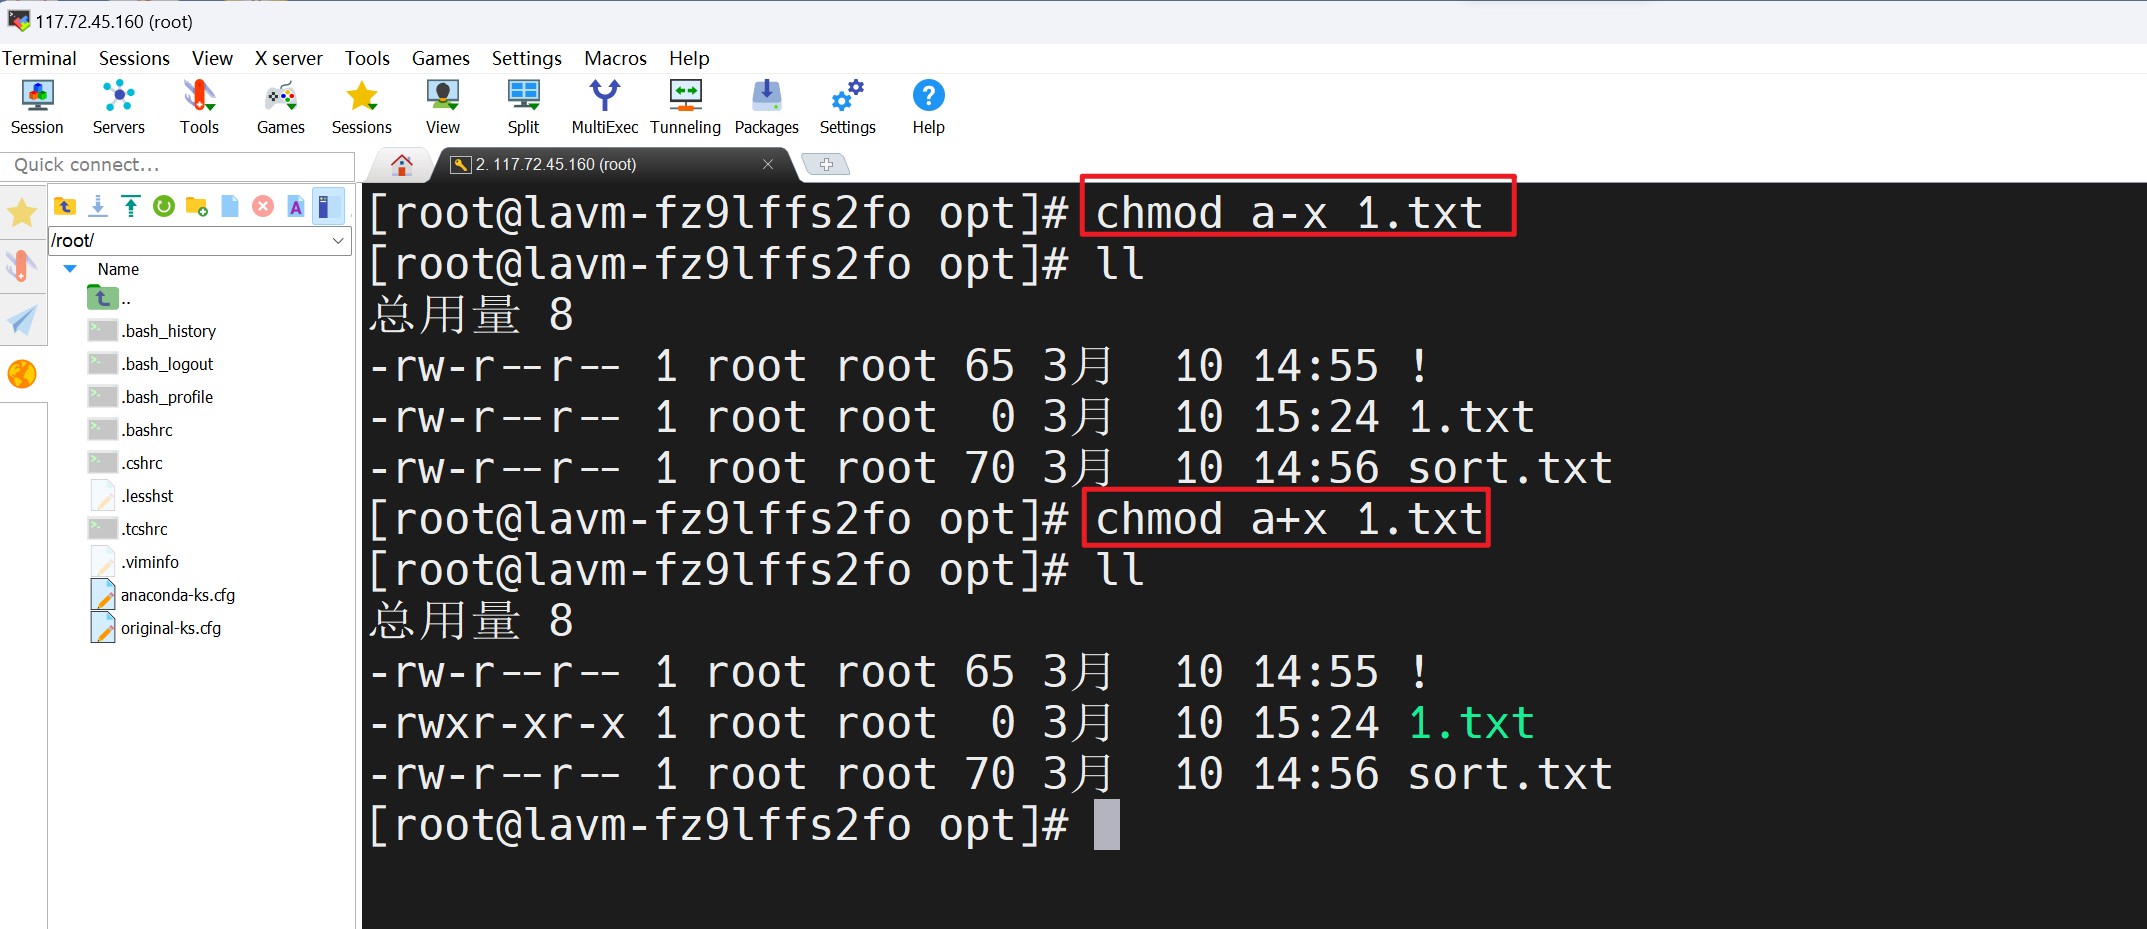 117.72.45.160 (root)
Terminal Sessions View X server Tools Games Settings Macros Help
Session Servers Tools Games Sessions View Split MultiExec Tunneling Packages Settings Help
Quick connect...
2. 117.72.45.160 (root)
/root/
Name
..
.bash_history
.bash_logout
.bash_profile
.bashrc
.cshrc
.lesshst
.tcshrc
.viminfo
anaconda-ks.cfg
original-ks.cfg
[root@lavm-fz9lffs2fo opt]# chmod a-x 1.txt
[root@lavm-fz9lffs2fo opt]# ll
总用量 8
-rw-r--r-- 1 root root 65 3月  10 14:55 !
-rw-r--r-- 1 root root  0 3月  10 15:24 1.txt
-rw-r--r-- 1 root root 70 3月  10 14:56 sort.txt
[root@lavm-fz9lffs2fo opt]# chmod a+x 1.txt
[root@lavm-fz9lffs2fo opt]# ll
总用量 8
-rw-r--r-- 1 root root 65 3月  10 14:55 !
-rwxr-xr-x 1 root root  0 3月  10 15:24 1.txt
-rw-r--r-- 1 root root 70 3月  10 14:56 sort.txt
[root@lavm-fz9lffs2fo opt]#